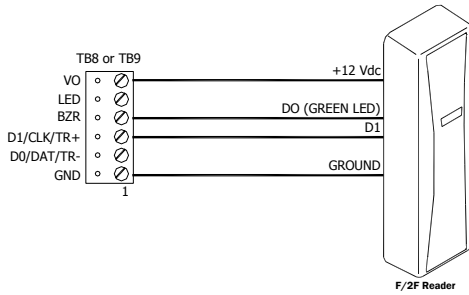 TB8 or TB9
VO
+12 Vdc
LED
BZR
DO (GREEN LED)
D1/CLK/TR+
D1
D0/DAT/TR-
GND
GROUND
1
F/2F Reader